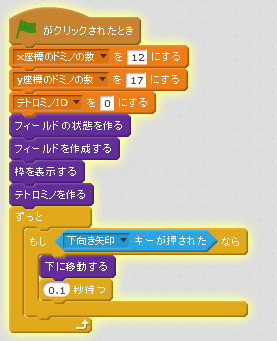 がクリックされたとき
x座標のドミノの数 を 12 にする
y座標のドミノの数 を 17 にする
テトロミノID を 0 にする
フィールドの状態を作る
フィールドを作成する
枠を表示する
テトロミノを作る
ずっと
もし 下向き矢印 キーが押された なら
下に移動する
0.1 秒待つ